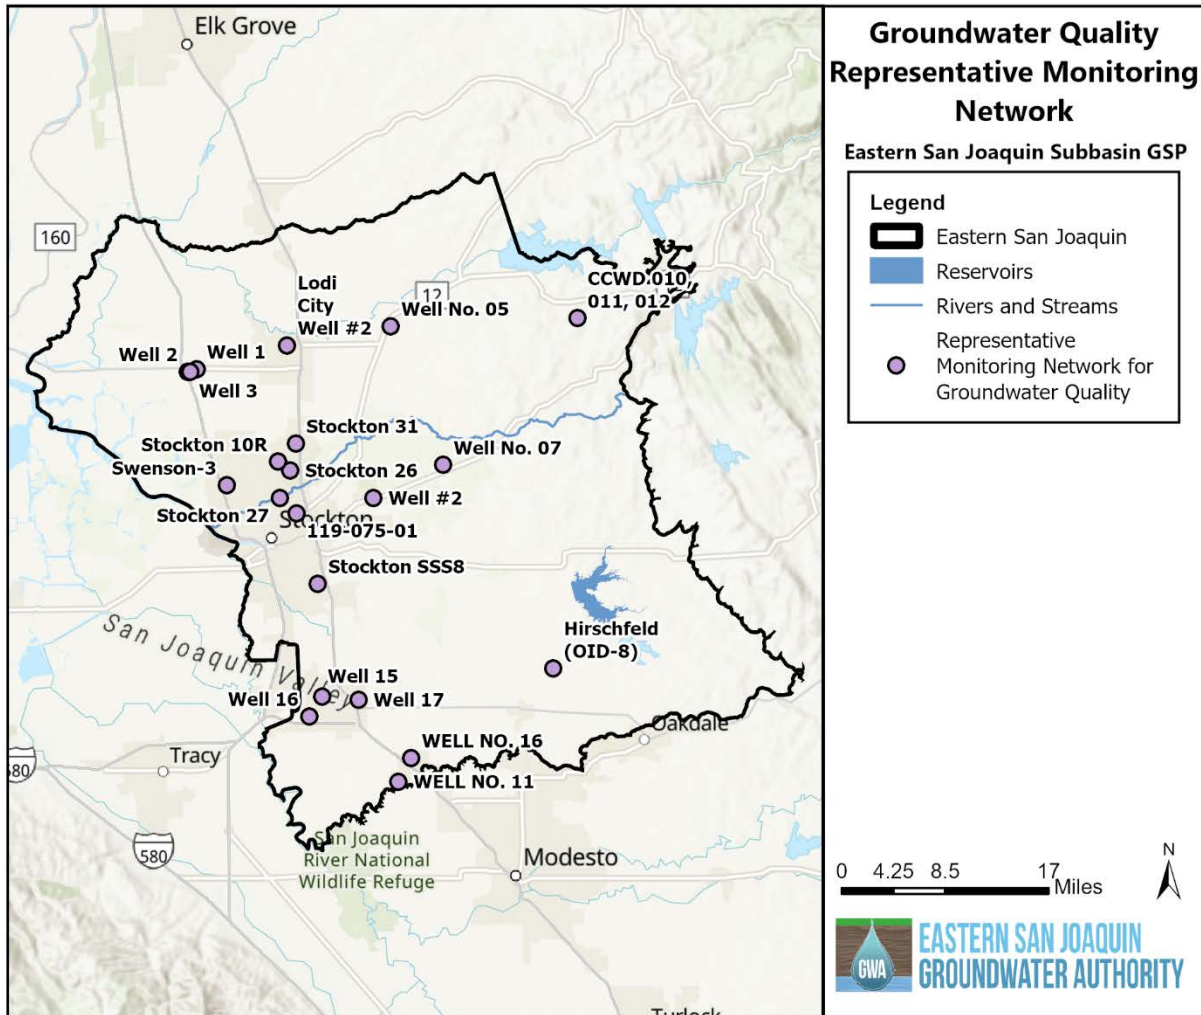 Elk Grove
160
12
Lodi
City
Well #2
Well No. 05
CCWD.010,
011, 012
Well 2
Well 1
Well 3
Stockton 31
Stockton 10R
Swenson-3
Stockton 26
Well No. 07
Well #2
Stockton 27
Stockton
119-075-01
Stockton SSS8
Hirschfeld
(OID-8)
San Joaquin Valley
Well 15
Well 16
Well 17
Oakdale
WELL NO. 16
Tracy
WELL NO. 11
580
580
San Joaquin
River National
Wildlife Refuge
Modesto
Turlock
Groundwater Quality
Representative Monitoring
Network
Eastern San Joaquin Subbasin GSP
Legend
Eastern San Joaquin
Reservoirs
Rivers and Streams
Representative
Monitoring Network for
Groundwater Quality
N
0 4.25 8.5 17
Miles
GWA
EASTERN SAN JOAQUIN
GROUNDWATER AUTHORITY